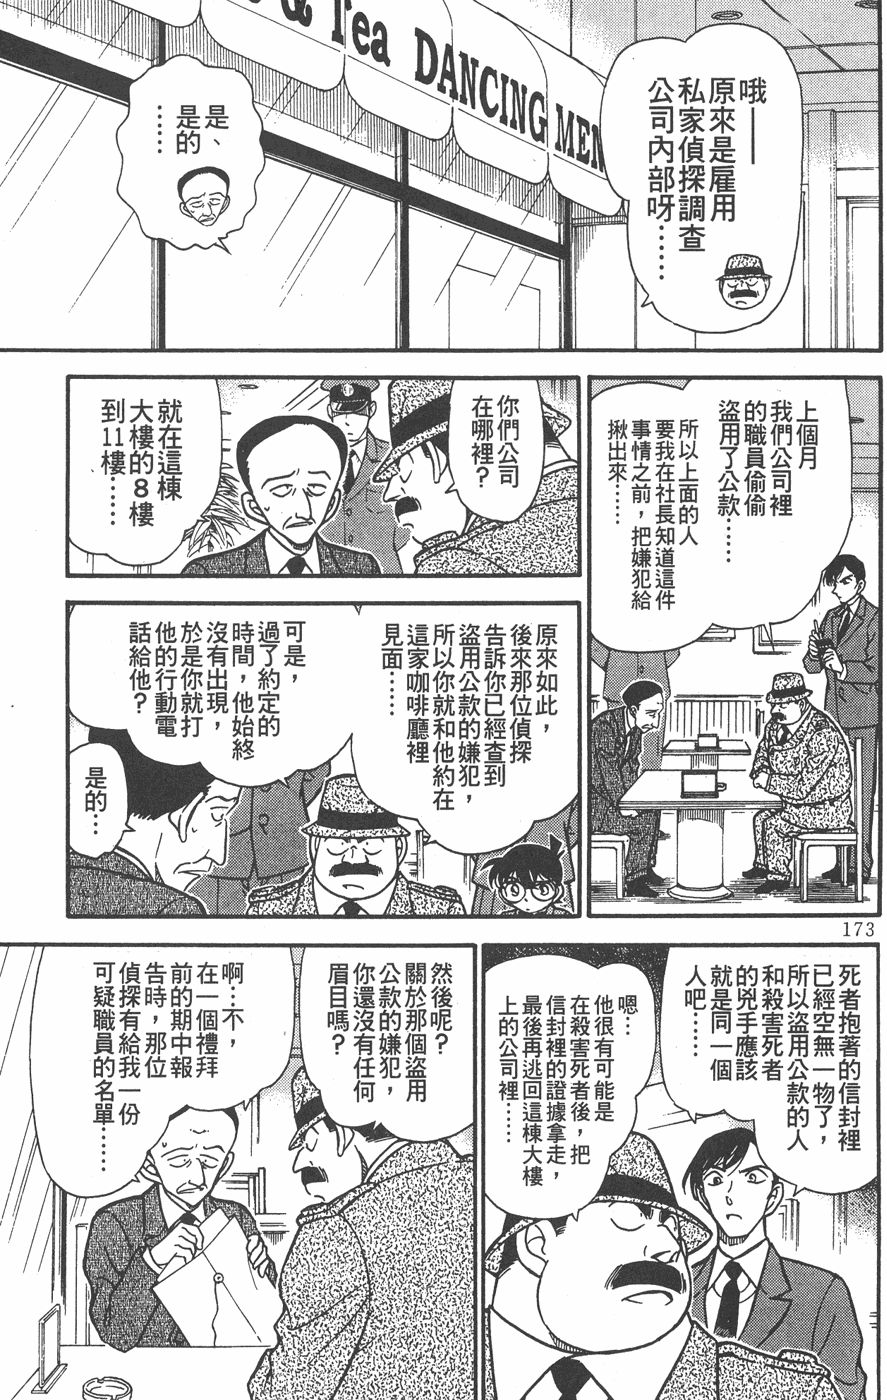 & Tea DANCING MEN
哦——
原來是雇用
私家偵探調查
公司內部呀……
是、
是的
……
上個月
我們公司裡
的職員偷偷
盜用了公款……
所以上面的人
要我在社長知道這件
事情之前，把嫌犯給
揪出來……
你們公司
在哪裡？
就在這棟
大樓的8樓
到11樓……
原來如此，
後來那位偵探
告訴你已經查到
盜用公款的嫌犯，
所以你就和他約在
這家咖啡廳裡
見面……
可是，
過了約定的
時間，他始終
沒有出現，
於是你就打
他的行動電
話給他？
是的…
173
死者抱著的信封裡
已經空無一物了，
所以盜用公款的人
和殺害死者
的兇手應該
就是同一個
人吧……
嗯…
他很有可能是
在殺害死者後，把
信封裡的證據拿走，
最後再逃回這棟大樓
上的公司裡……
然後呢？
關於那個盜用
公款的嫌犯，
你還沒有任何
眉目嗎？
啊…不，
在一個禮拜
前的期中報
告時，那位
偵探有給我一份
可疑職員的名單……